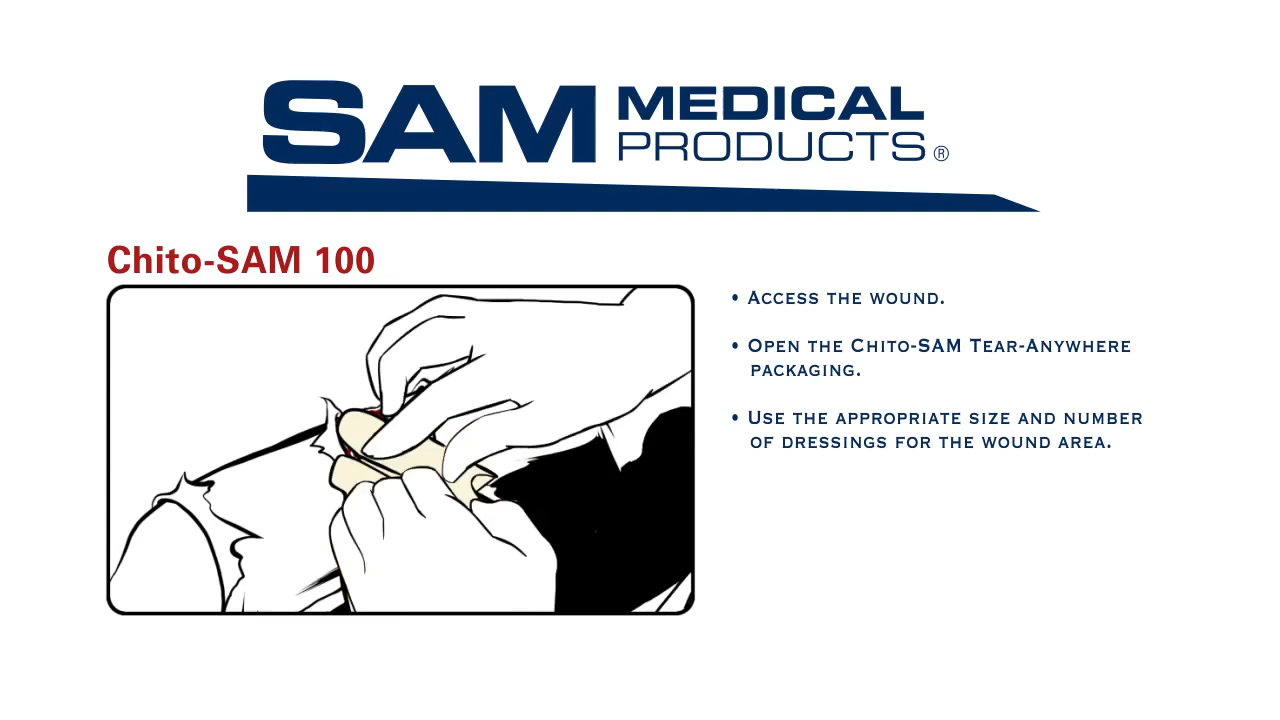 SAM MEDICAL
PRODUCTS®
Chito-SAM 100
• Access the wound.
• Open the Chito-SAM Tear-Anywhere
packaging.
• Use the appropriate size and number
of dressings for the wound area.